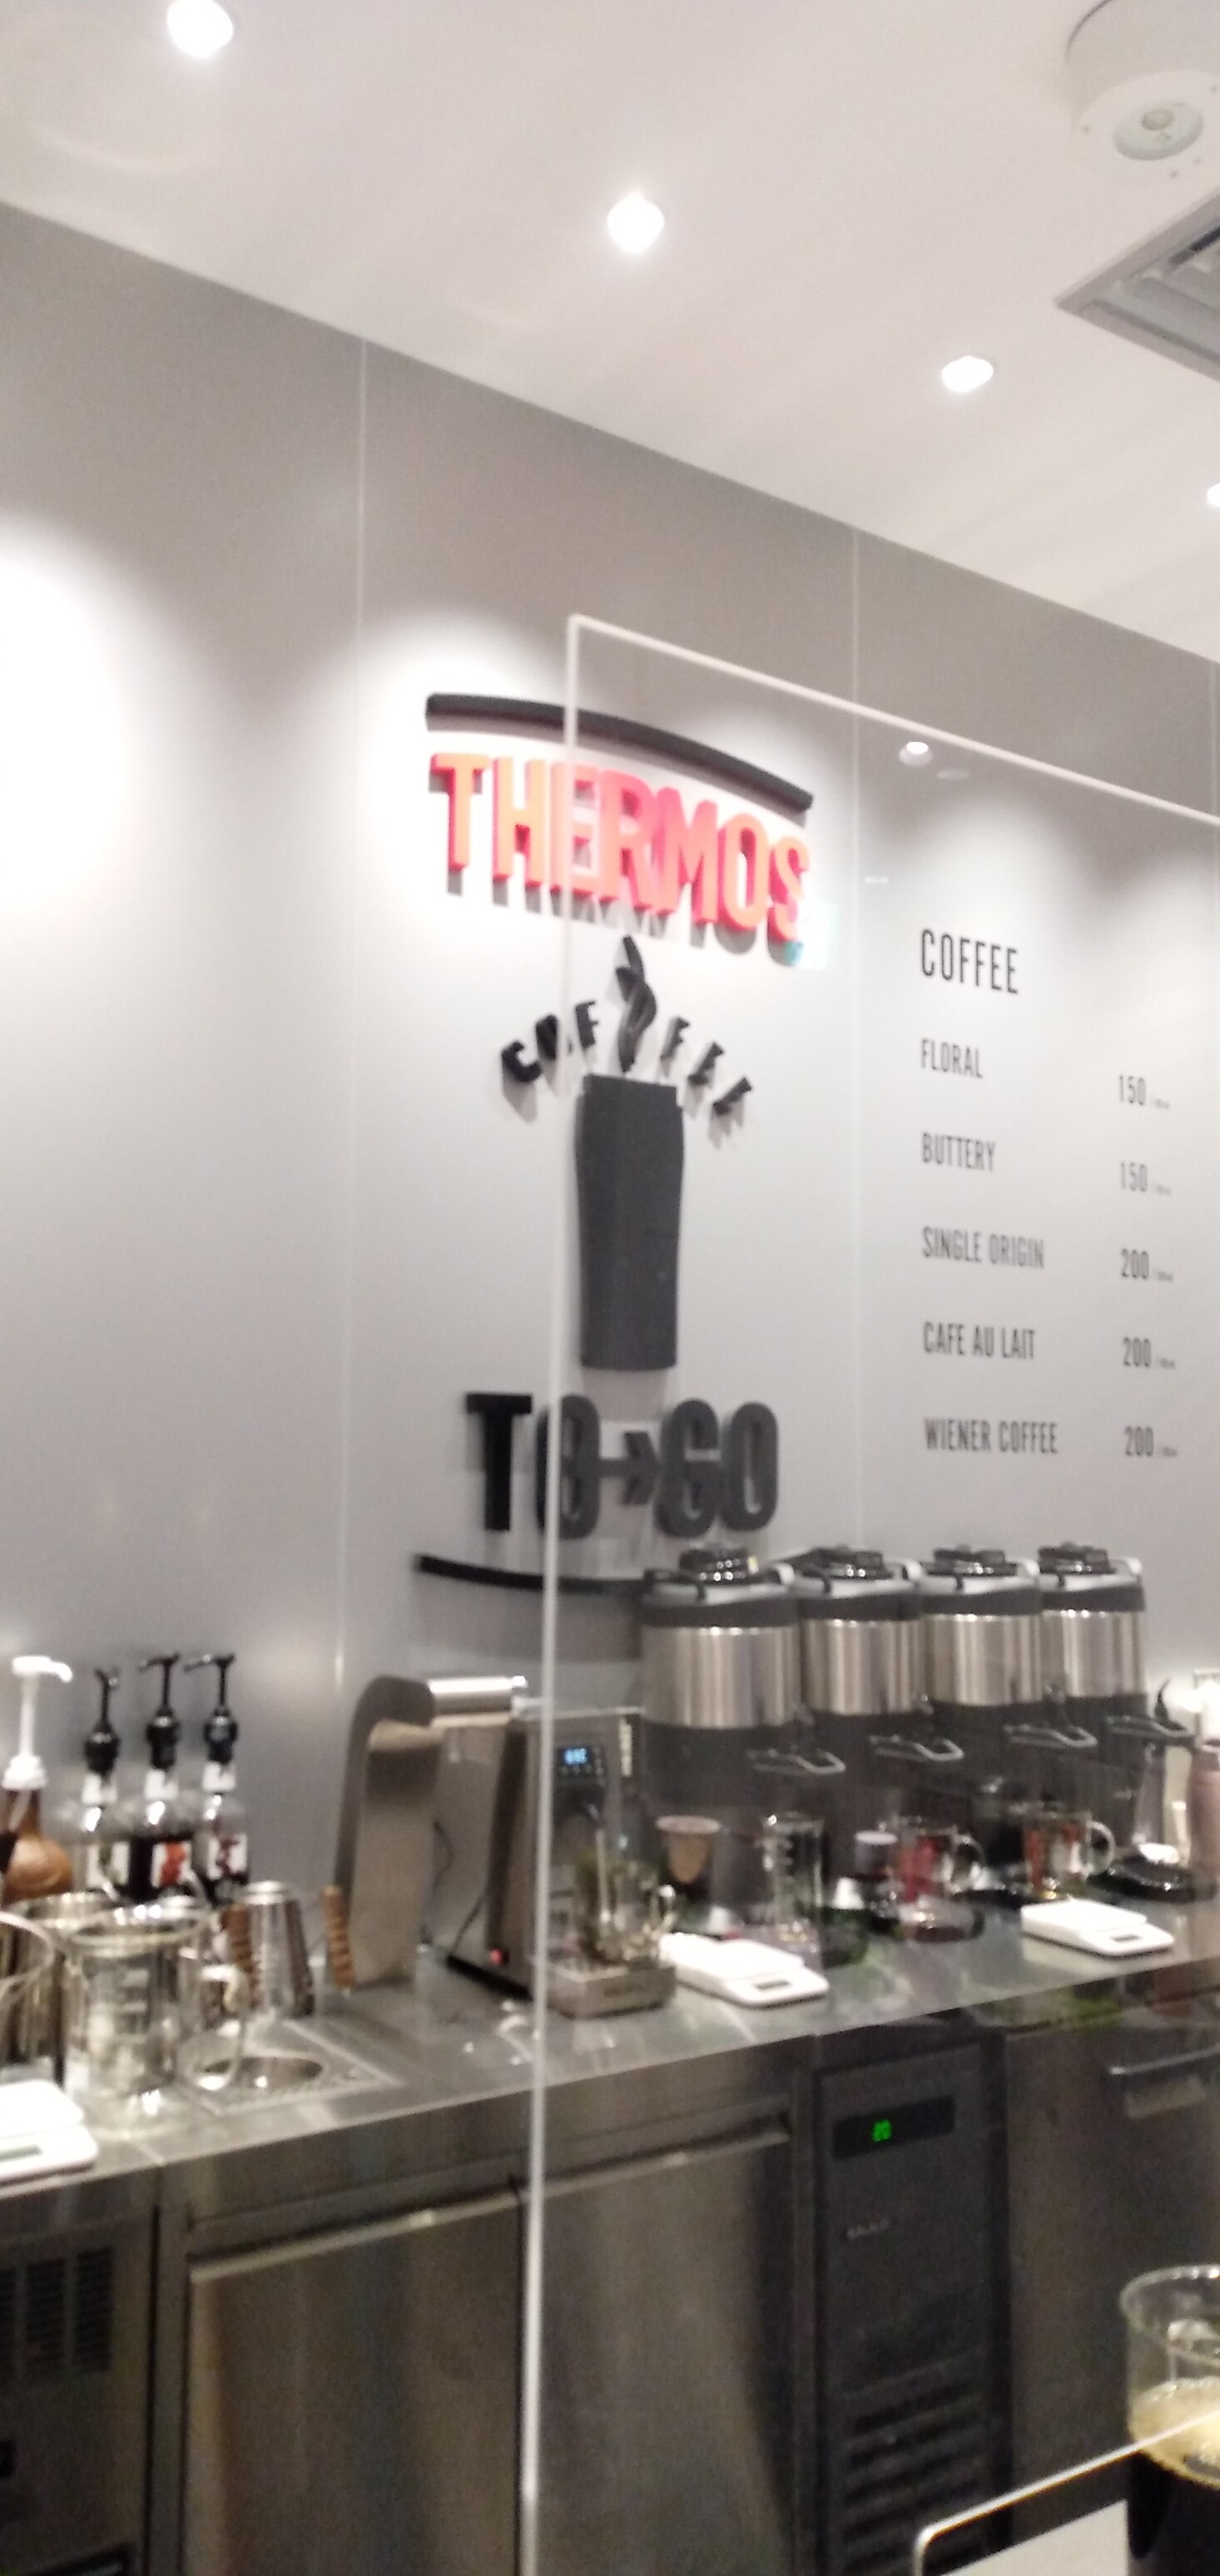 THERMOS
COFFEE
TO→GO
COFFEE
FLORAL 150
BUTTERY 150
SINGLE ORIGIN 200
CAFE AU LAIT 200
WIENER COFFEE 200